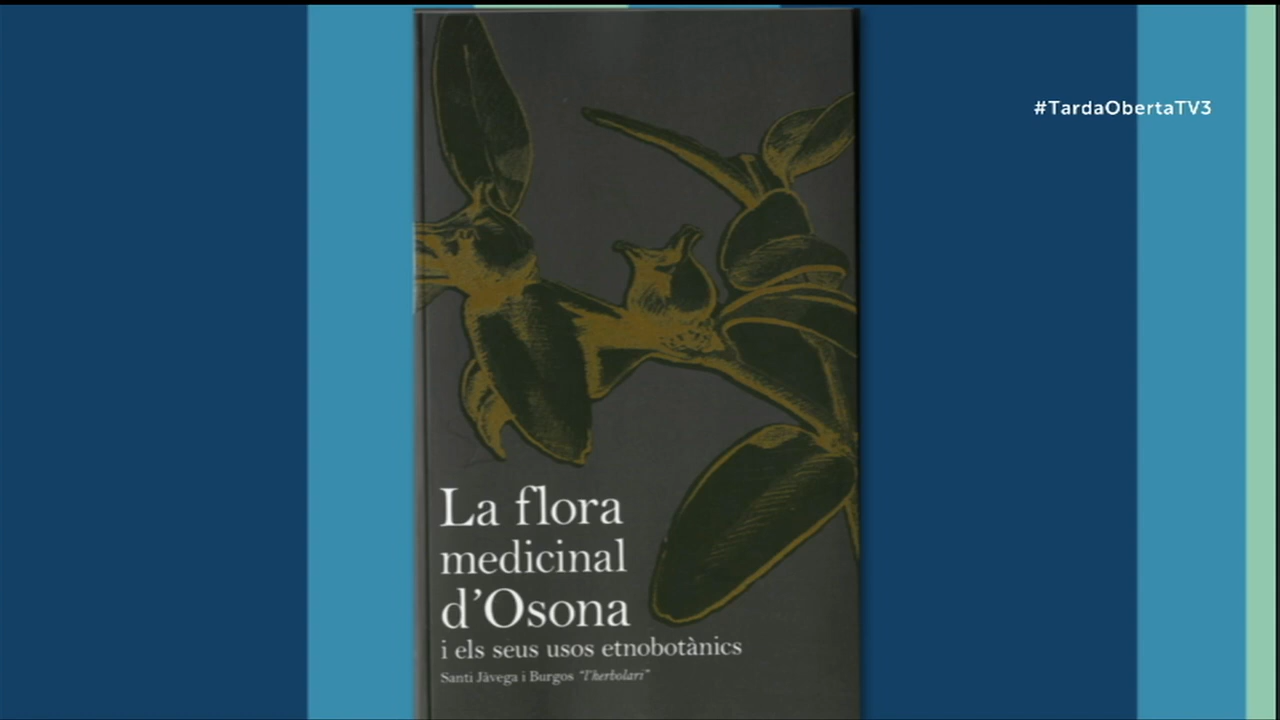 #TardaObertaTV3
La flora
medicinal
d'Osona
i els seus usos etnobotànics
Santi Jàvega i Burgos "l'herbolari"